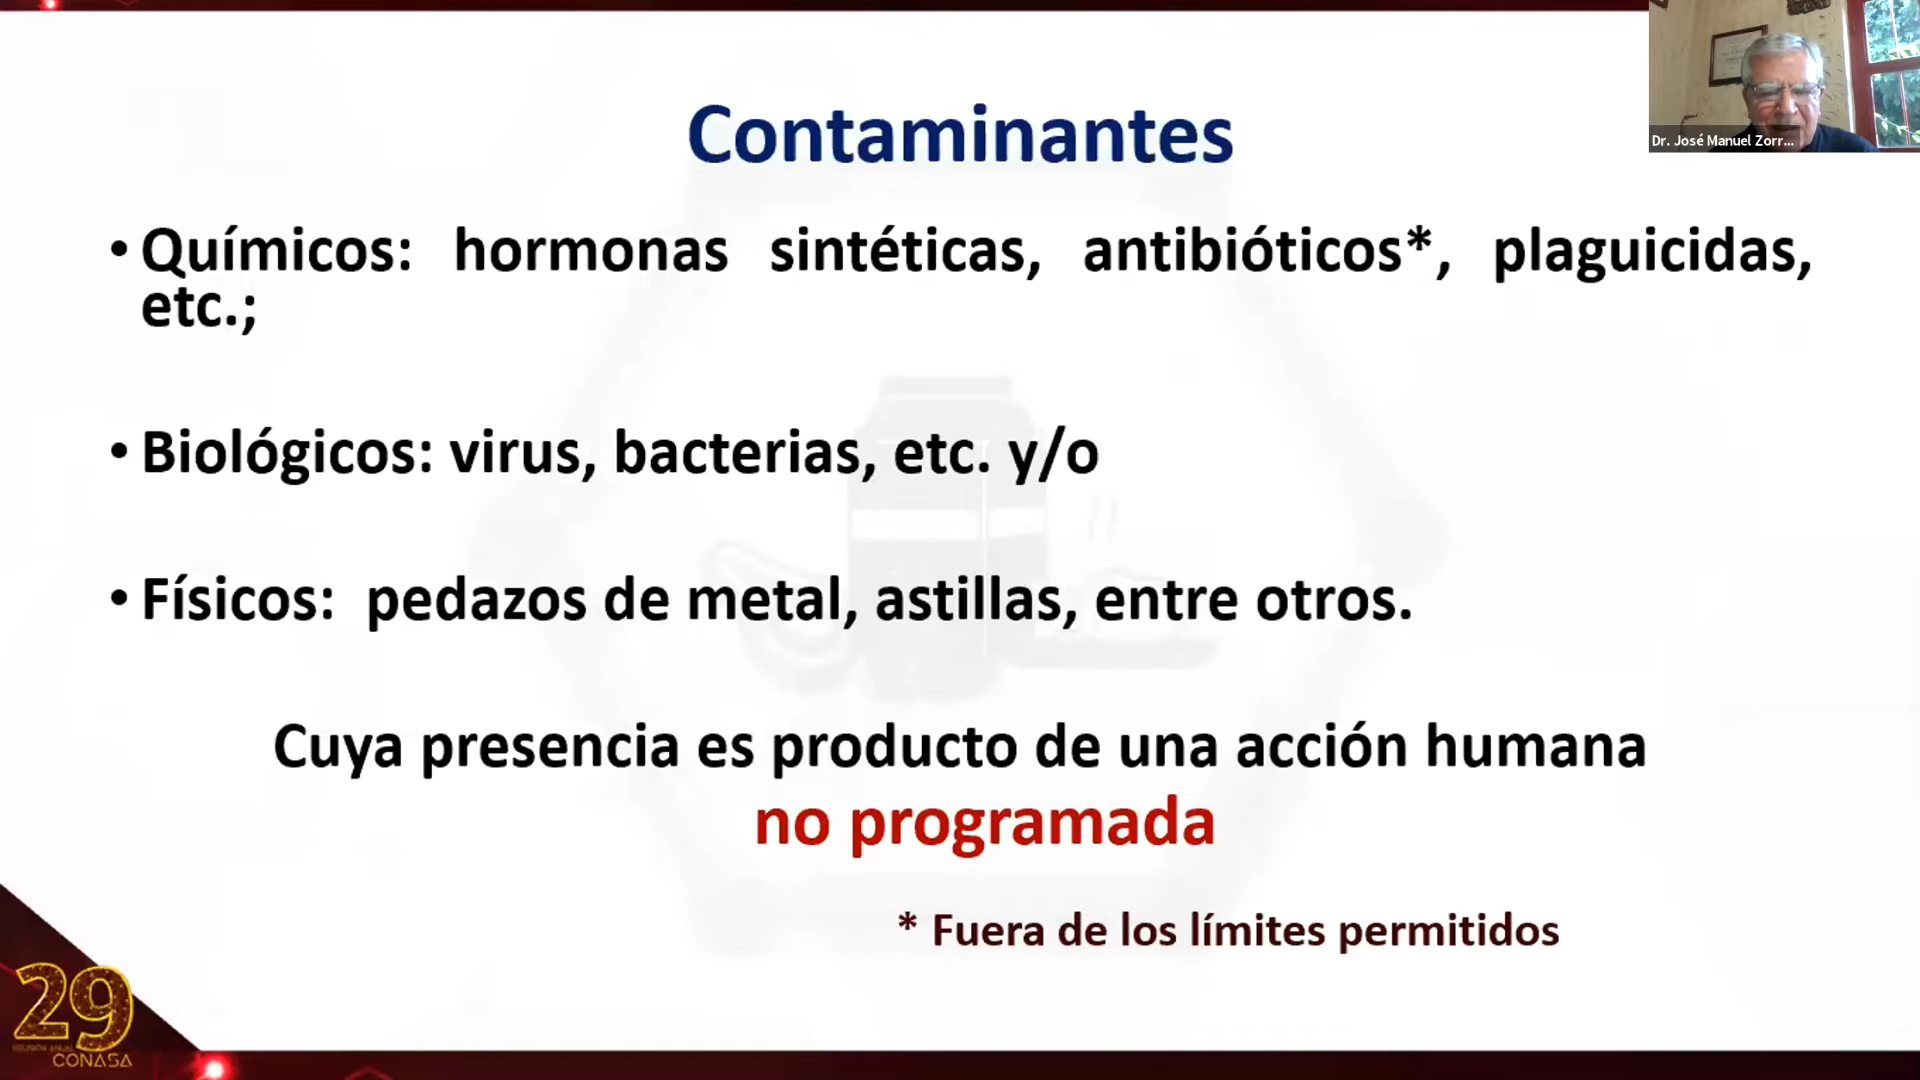 Contaminantes
• Químicos: hormonas sintéticas, antibióticos*, plaguicidas,
etc.;
• Biológicos: virus, bacterias, etc. y/o
• Físicos: pedazos de metal, astillas, entre otros.
Cuya presencia es producto de una acción humana
no programada
* Fuera de los límites permitidos
Dr. José Manuel Zorr...
29
CONASA